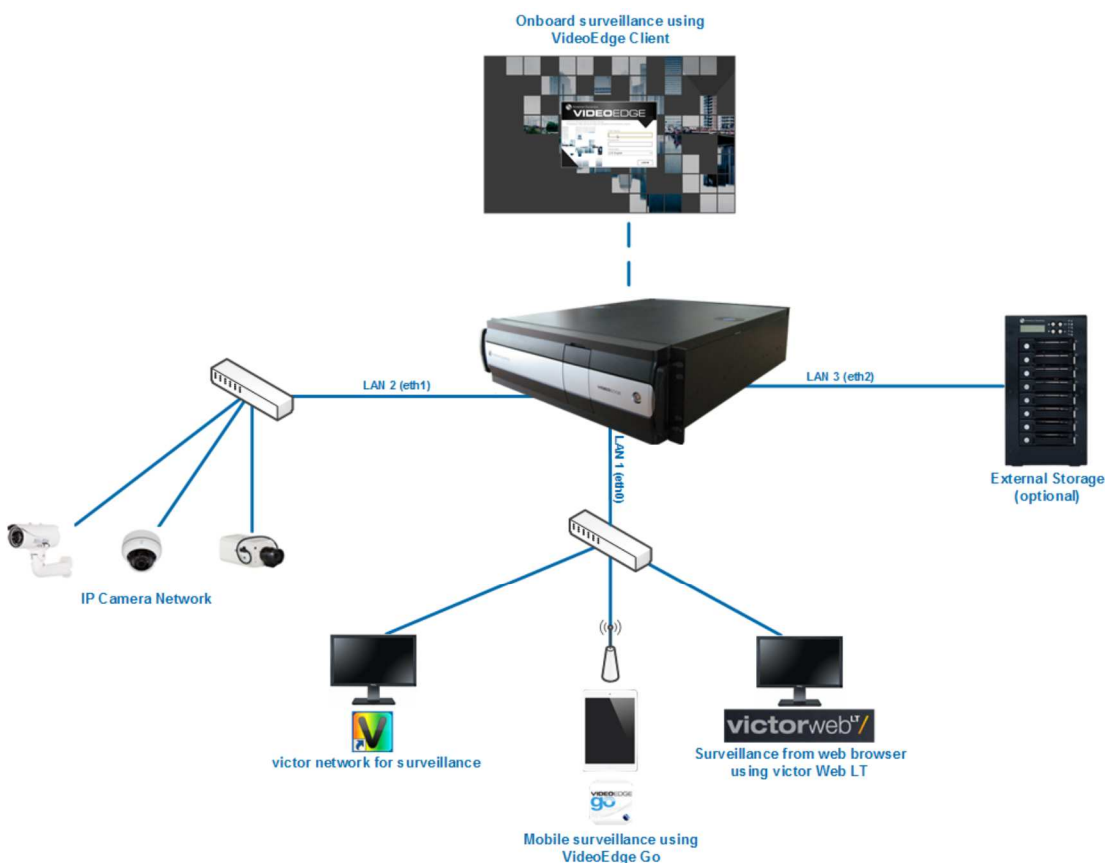 Onboard surveillance using
VideoEdge Client
VIDEOEDGE
LAN 2 (eth1)
LAN 3 (eth2)
LAN 1 (eth0)
External Storage
(optional)
IP Camera Network
victor network for surveillance
victorweb LT
Surveillance from web browser
using victor Web LT
VIDEOEDGE
go
Mobile surveillance using
VideoEdge Go